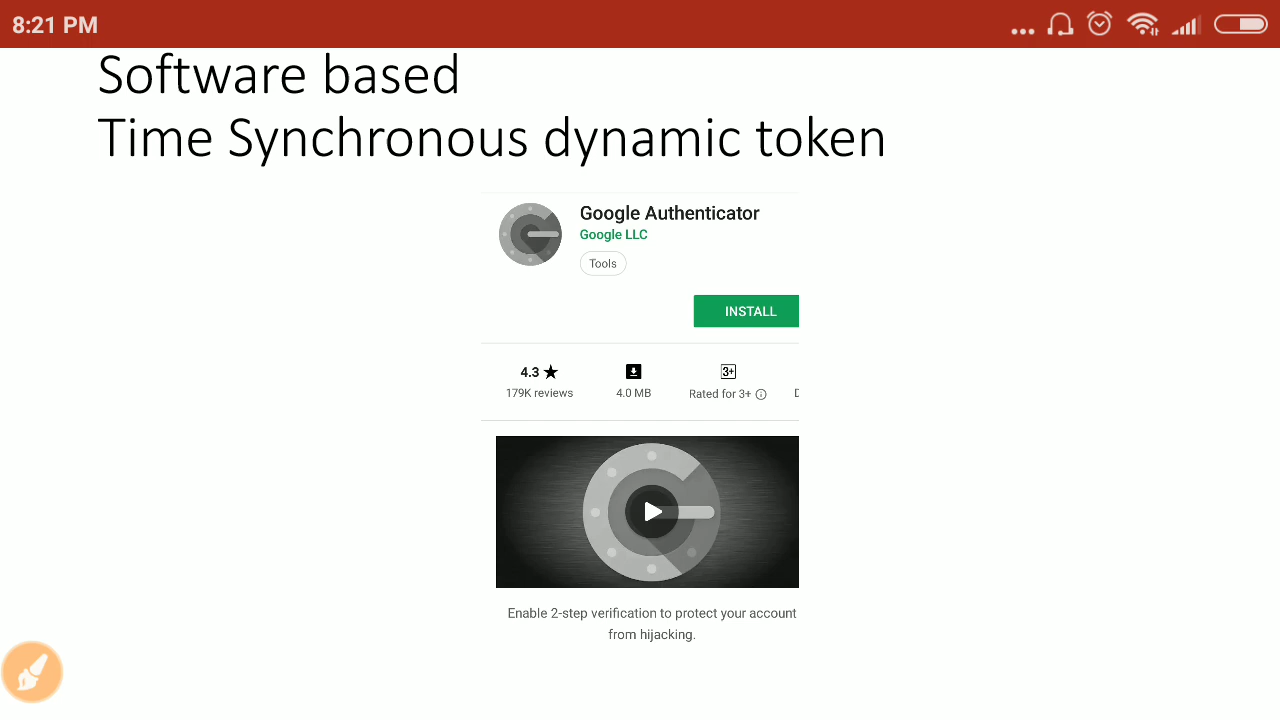 8:21 PM
Software based
Time Synchronous dynamic token
Google Authenticator
Google LLC
Tools
INSTALL
4.3 ★
3+
179K reviews
4.0 MB
Rated for 3+
D
Enable 2-step verification to protect your account
from hijacking.